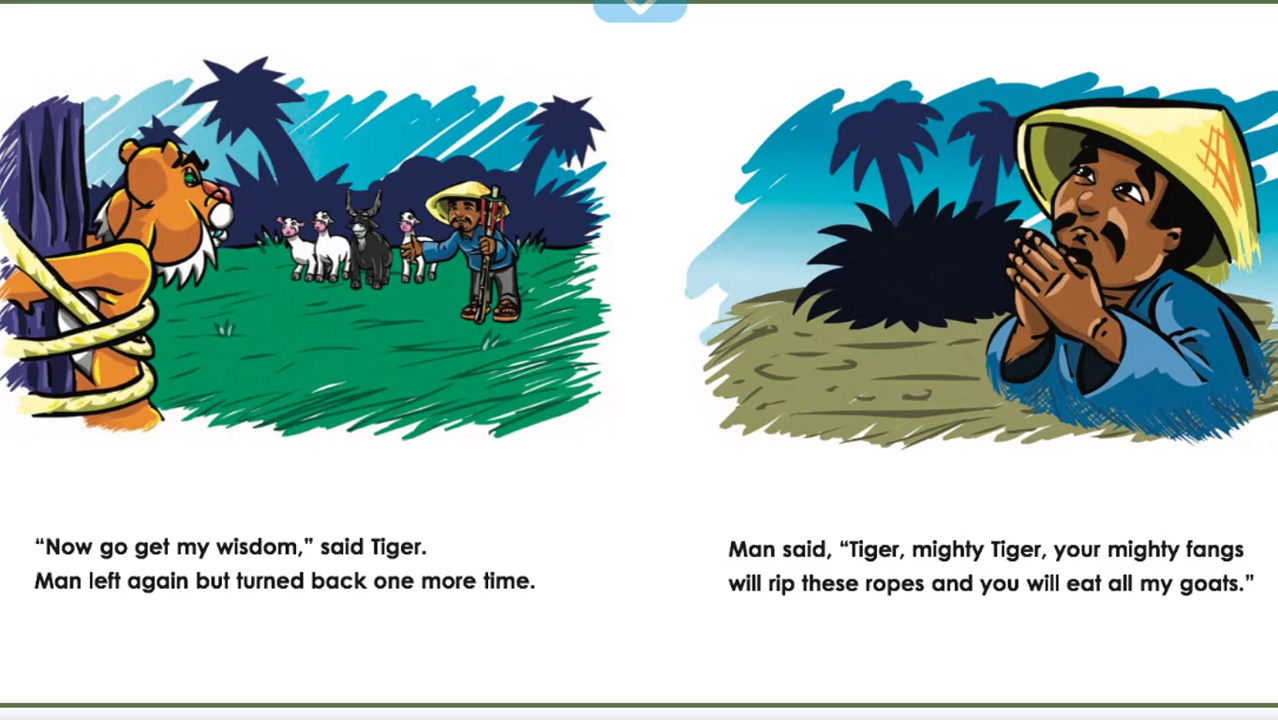 “Now go get my wisdom,” said Tiger.
Man left again but turned back one more time.
Man said, “Tiger, mighty Tiger, your mighty fangs
will rip these ropes and you will eat all my goats.”